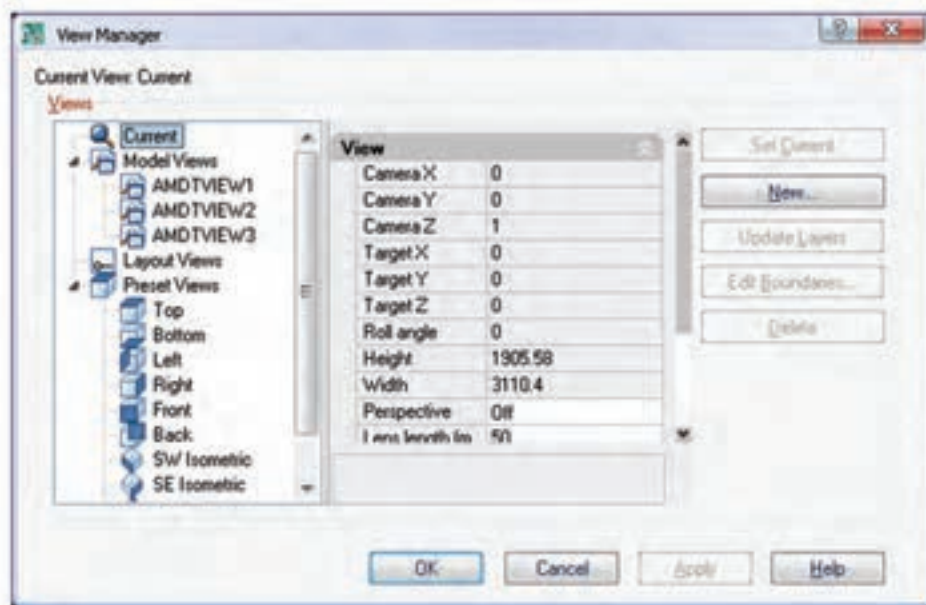 View Manager
Current View: Current
Views
Current
Model Views
AMDTVIEW1
AMDTVIEW2
AMDTVIEW3
Layout Views
Preset Views
Top
Bottom
Left
Right
Front
Back
SW Isometric
SE Isometric
View
Camera X 0
Camera Y 0
Camera Z 1
Target X 0
Target Y 0
Target Z 0
Roll angle 0
Height 1905.58
Width 3110.4
Perspective Off
Lens length (m 50
Set Current
New...
Update Layers
Edit Boundaries...
Delete
OK
Cancel
Apply
Help